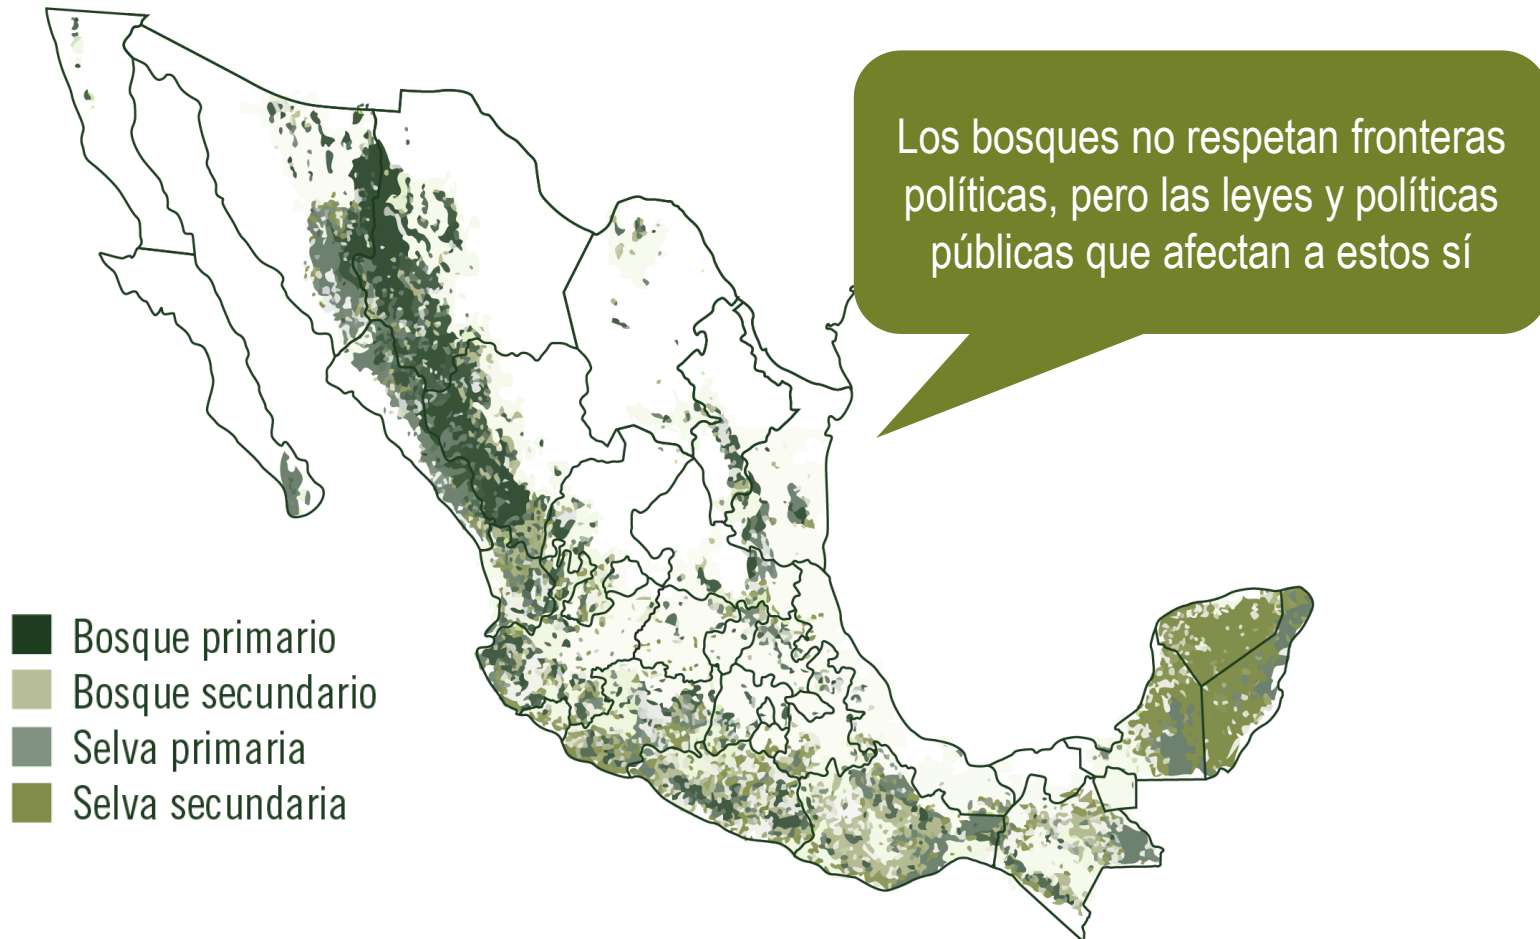 Los bosques no respetan fronteras
políticas, pero las leyes y políticas
públicas que afectan a estos sí
Bosque primario
Bosque secundario
Selva primaria
Selva secundaria